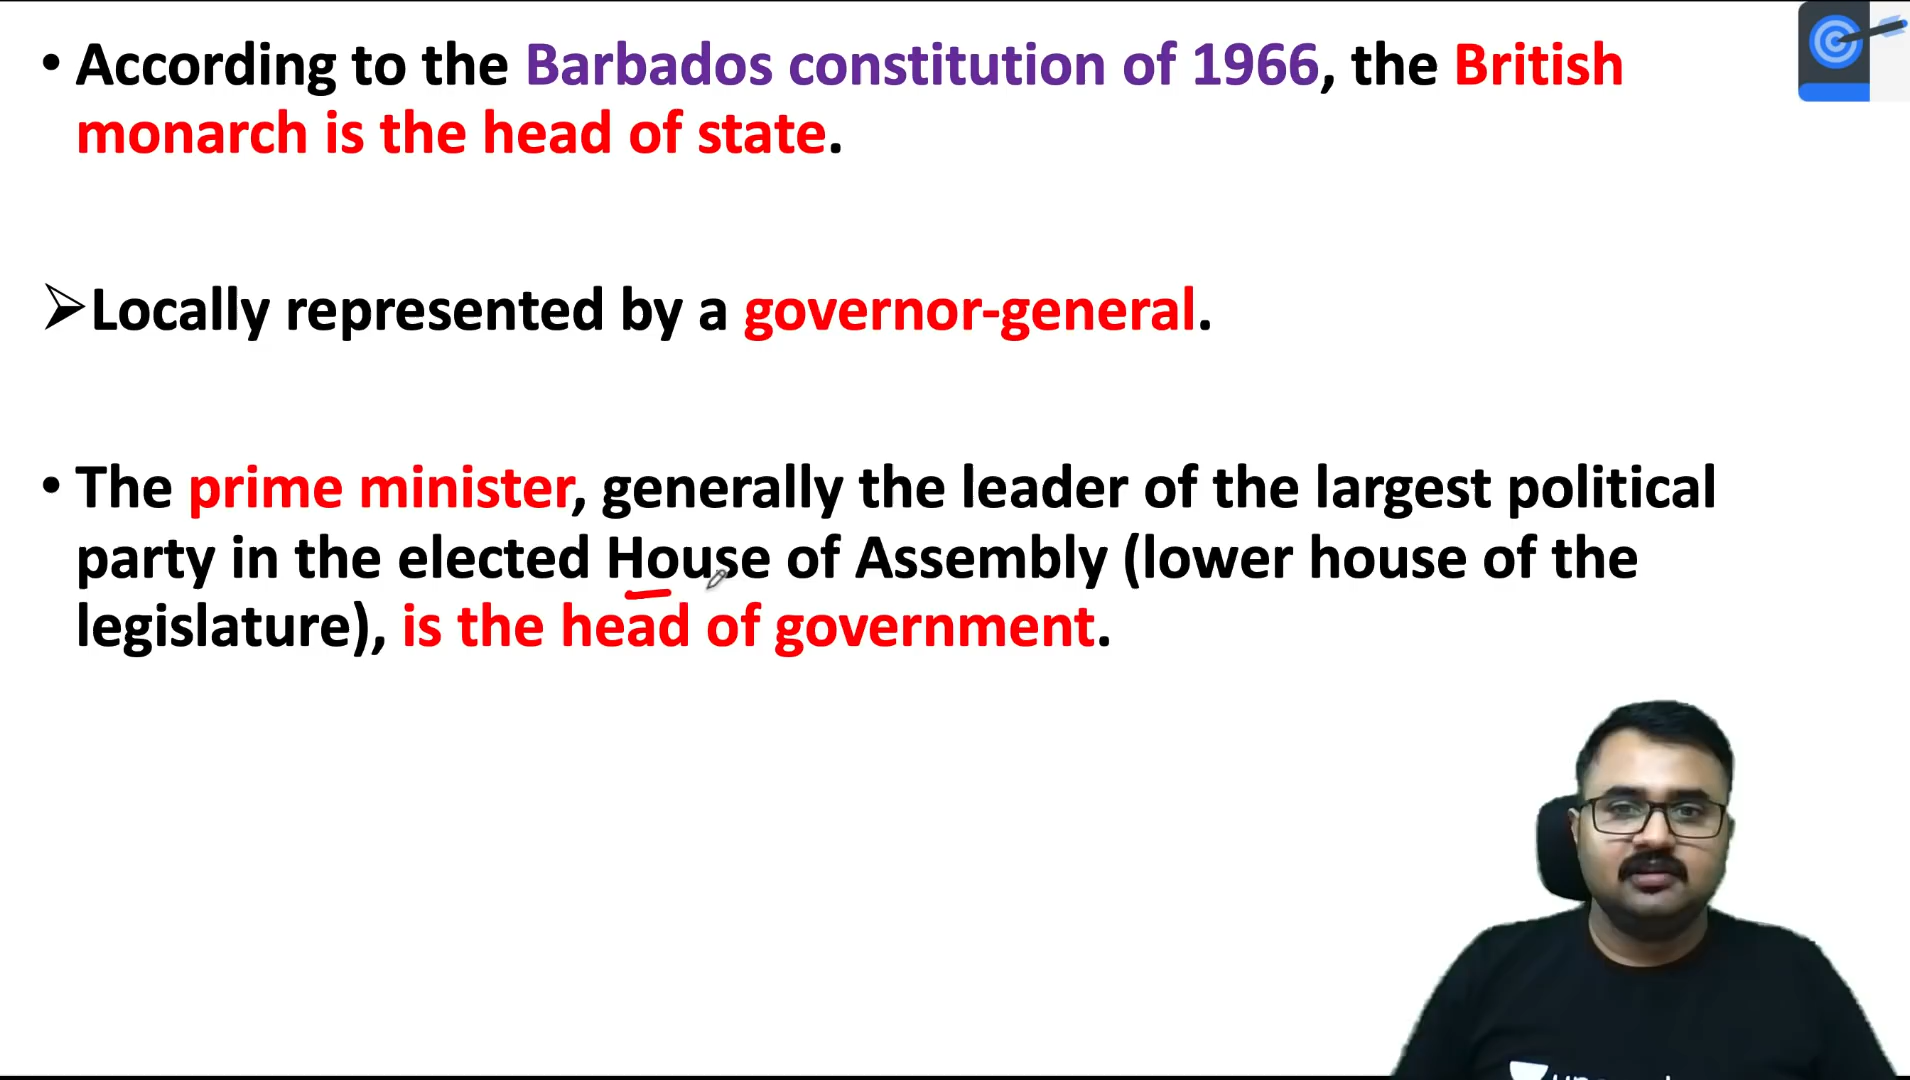 • According to the Barbados constitution of 1966, the British
monarch is the head of state.
➢Locally represented by a governor-general.
• The prime minister, generally the leader of the largest political
party in the elected House of Assembly (lower house of the
legislature), is the head of government.